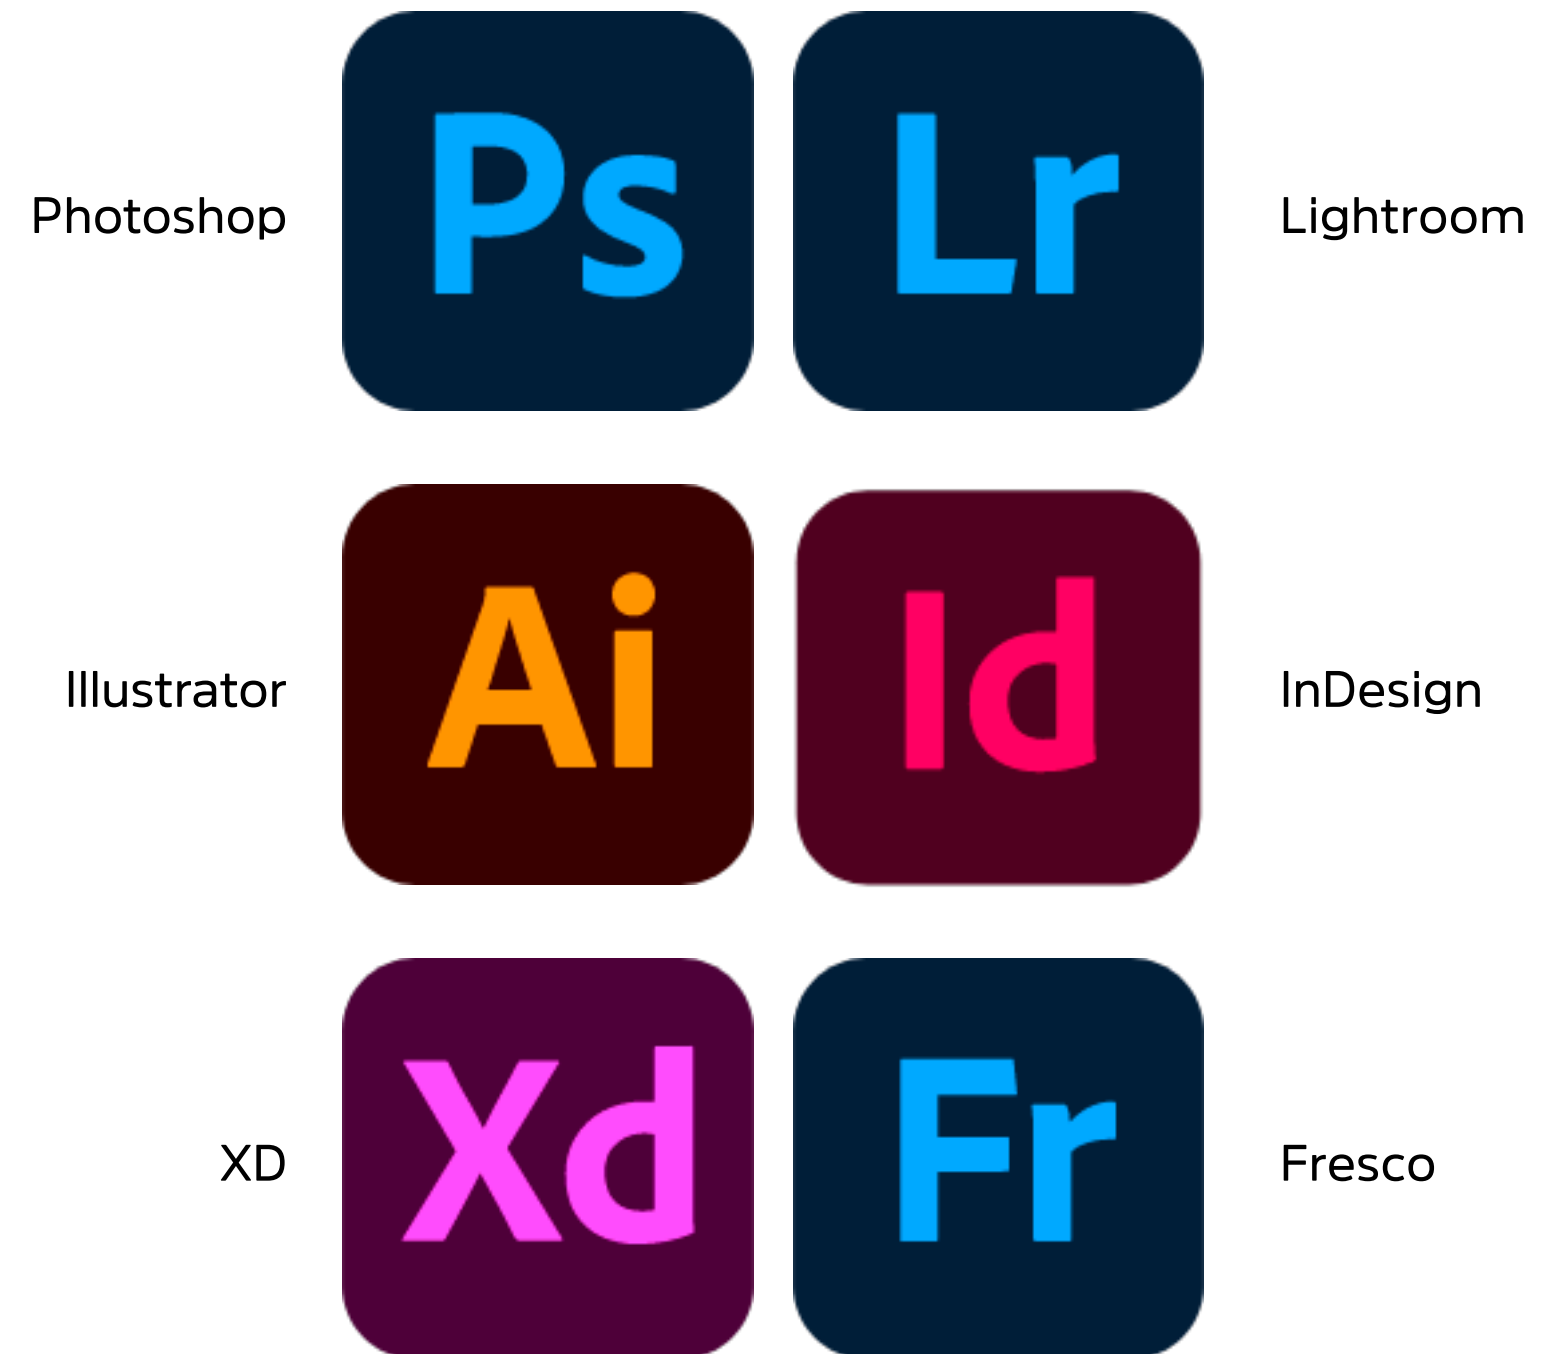 Photoshop
Ps
Lr
Lightroom
Illustrator
Ai
Id
InDesign
XD
Xd
Fr
Fresco